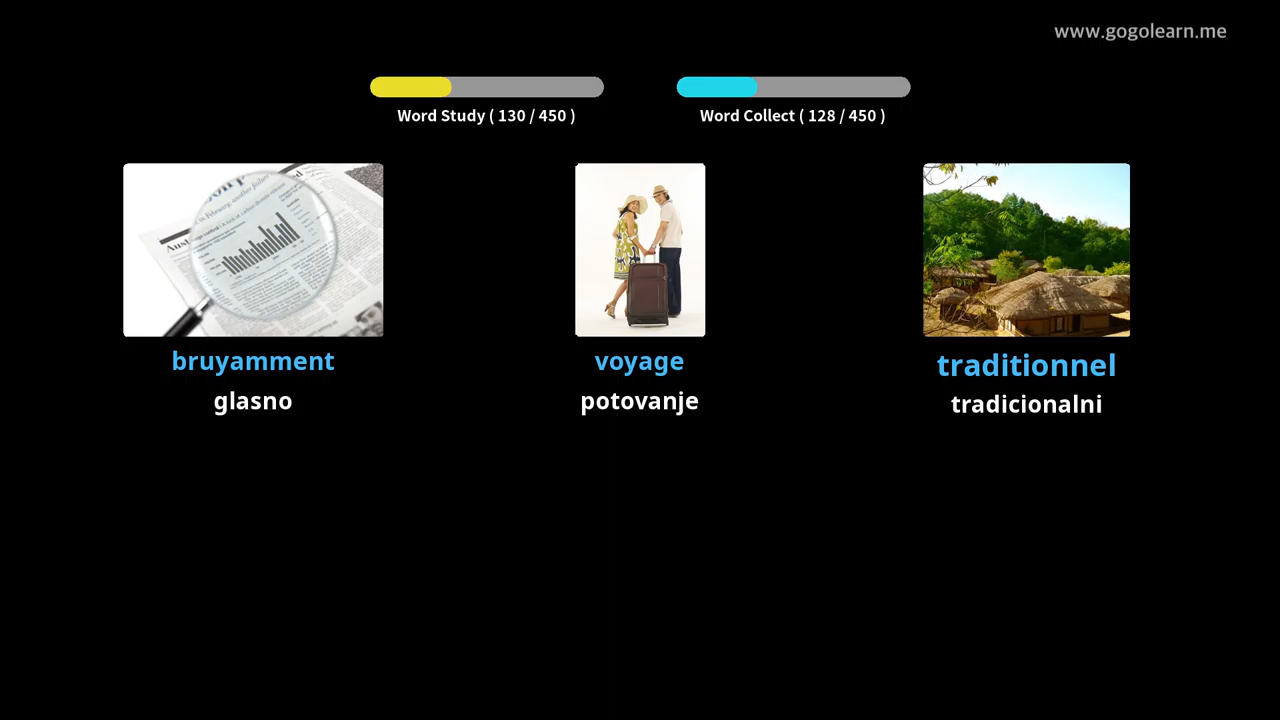 www.gogolearn.me
Word Study ( 130 / 450 )
Word Collect ( 128 / 450 )
bruyamment
voyage
traditionnel
glasno
potovanje
tradicionalni